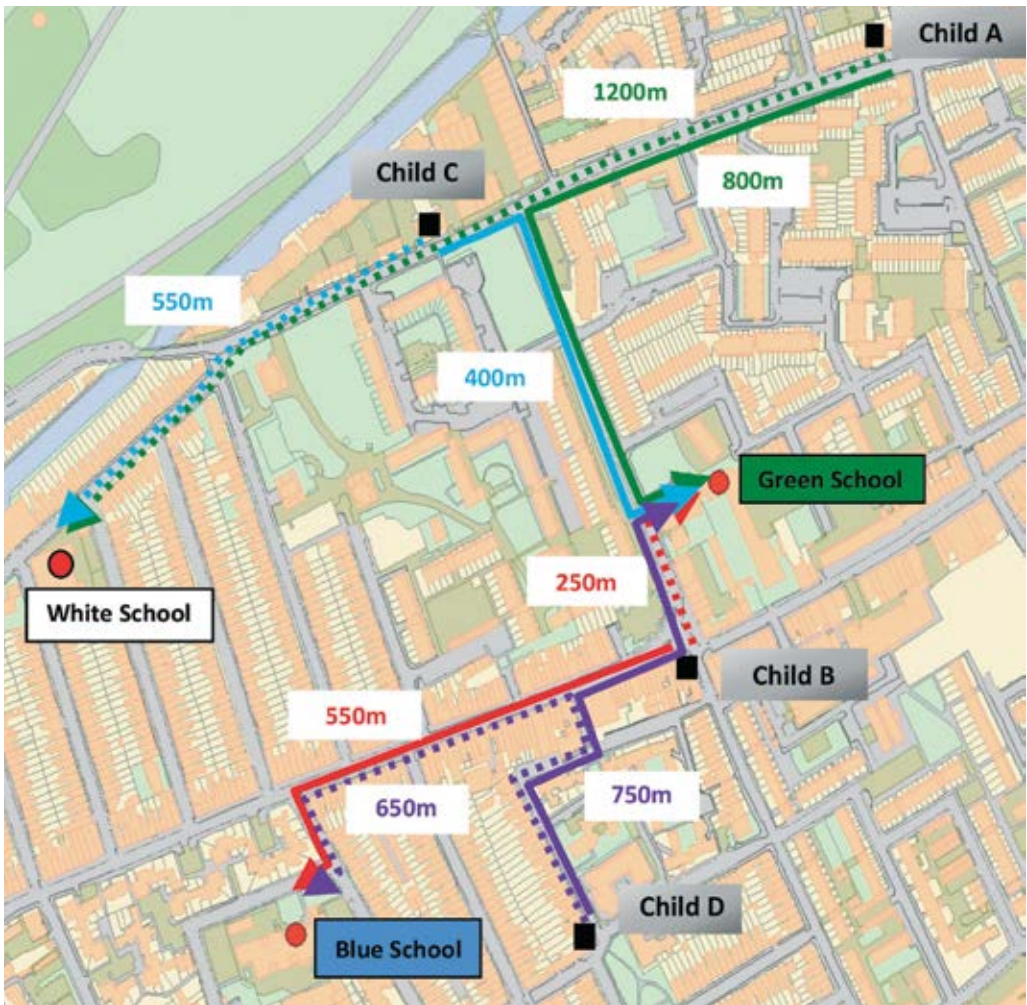 Child A
1200m
Child C
800m
550m
400m
Green School
250m
White School
Child B
550m
750m
650m
Child D
Blue School